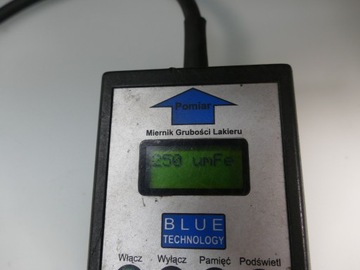 Pomiar
Miernik Grubości Lakieru
250 umFe
BLUE
TECHNOLOGY
Włącz Wyłącz Pamięć Podświetl